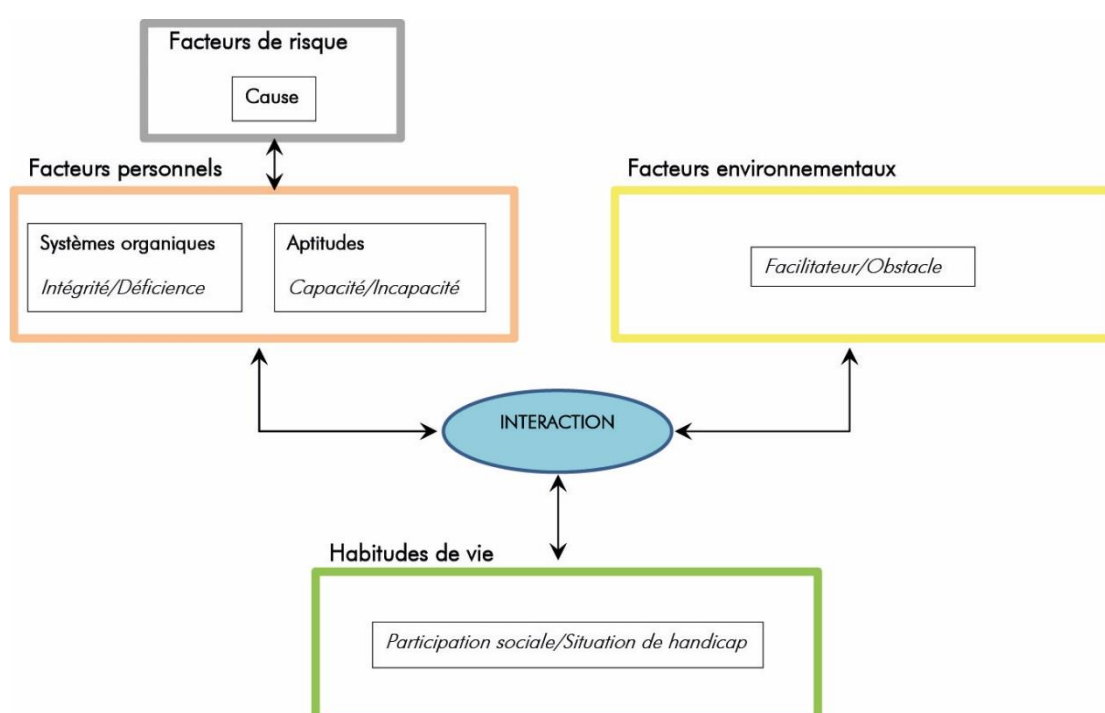 Facteurs de risque
Cause
Facteurs personnels
Systèmes organiques
Intégrité/Déficience
Aptitudes
Capacité/Incapacité
Facteurs environnementaux
Facilitateur/Obstacle
INTERACTION
Habitudes de vie
Participation sociale/Situation de handicap